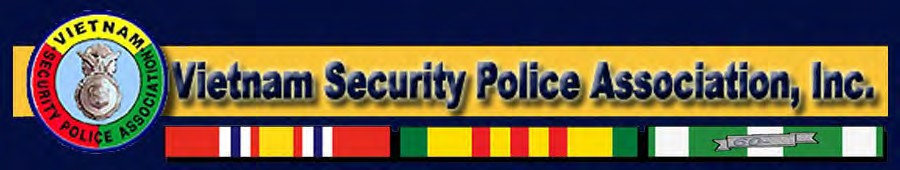 VIETNAM
SECURITY POLICE ASSOCIATION
Vietnam Security Police Association, Inc.